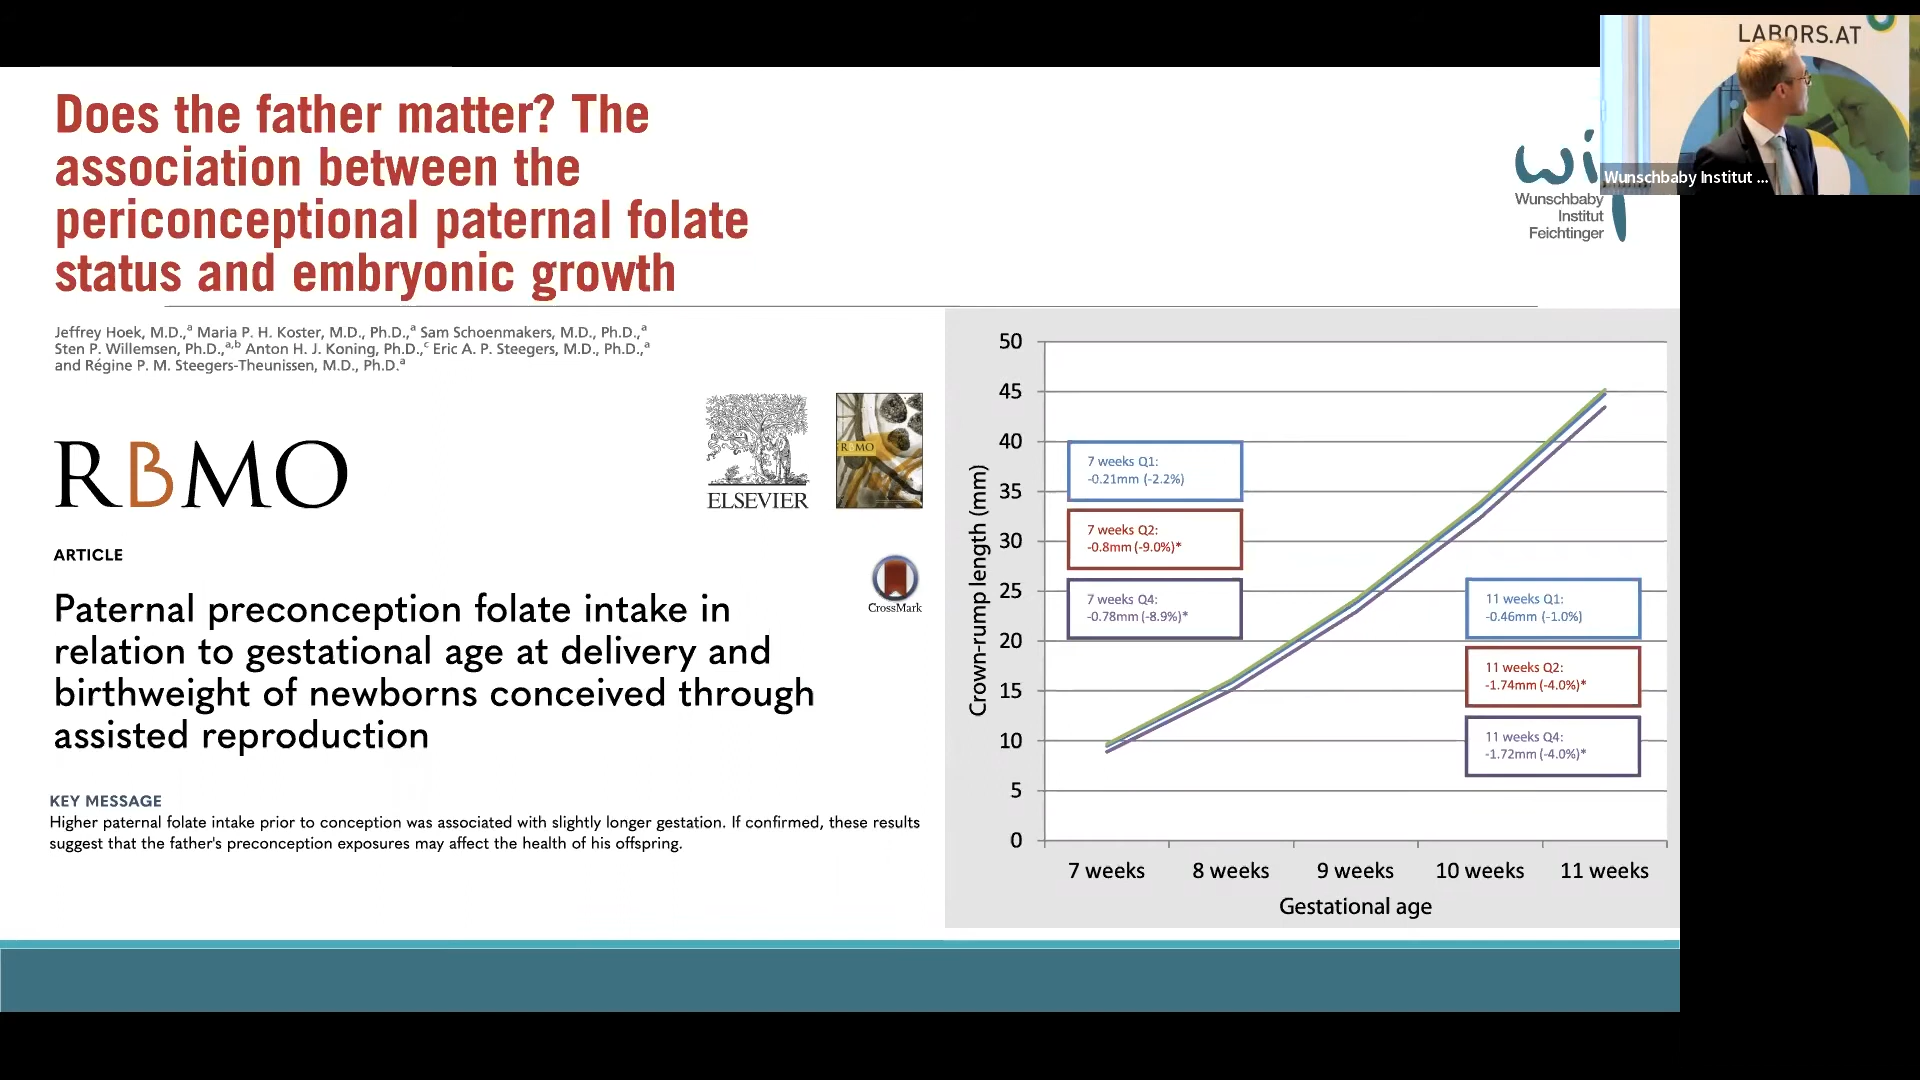 Does the father matter? The
association between the
periconceptional paternal folate
status and embryonic growth
Jeffrey Hoek, M.D.,ª Maria P. H. Koster, M.D., Ph.D.,ª Sam Schoenmakers, M.D., Ph.D.,ª
Sten P. Willemsen, Ph.D.,ª,ᵇ Anton H. J. Koning, Ph.D.,ᶜ Eric A. P. Steegers, M.D., Ph.D.,ª
and Régine P. M. Steegers-Theunissen, M.D., Ph.D.ª
RBMO
ELSEVIER
RBMO
ARTICLE
CrossMark
Paternal preconception folate intake in
relation to gestational age at delivery and
birthweight of newborns conceived through
assisted reproduction
KEY MESSAGE
Higher paternal folate intake prior to conception was associated with slightly longer gestation. If confirmed, these results
suggest that the father's preconception exposures may affect the health of his offspring.
wif
Wunschbaby
Institut
Feichtinger
LABORS.AT
Wunschbaby Institut ...
Crown-rump length (mm)
50
45
40
35
30
25
20
15
10
5
0
7 weeks Q1:
-0.21mm (-2.2%)
7 weeks Q2:
-0.8mm (-9.0%)*
7 weeks Q4:
-0.78mm (-8.9%)*
11 weeks Q1:
-0.46mm (-1.0%)
11 weeks Q2:
-1.74mm (-4.0%)*
11 weeks Q4:
-1.72mm (-4.0%)*
7 weeks
8 weeks
9 weeks
10 weeks
11 weeks
Gestational age